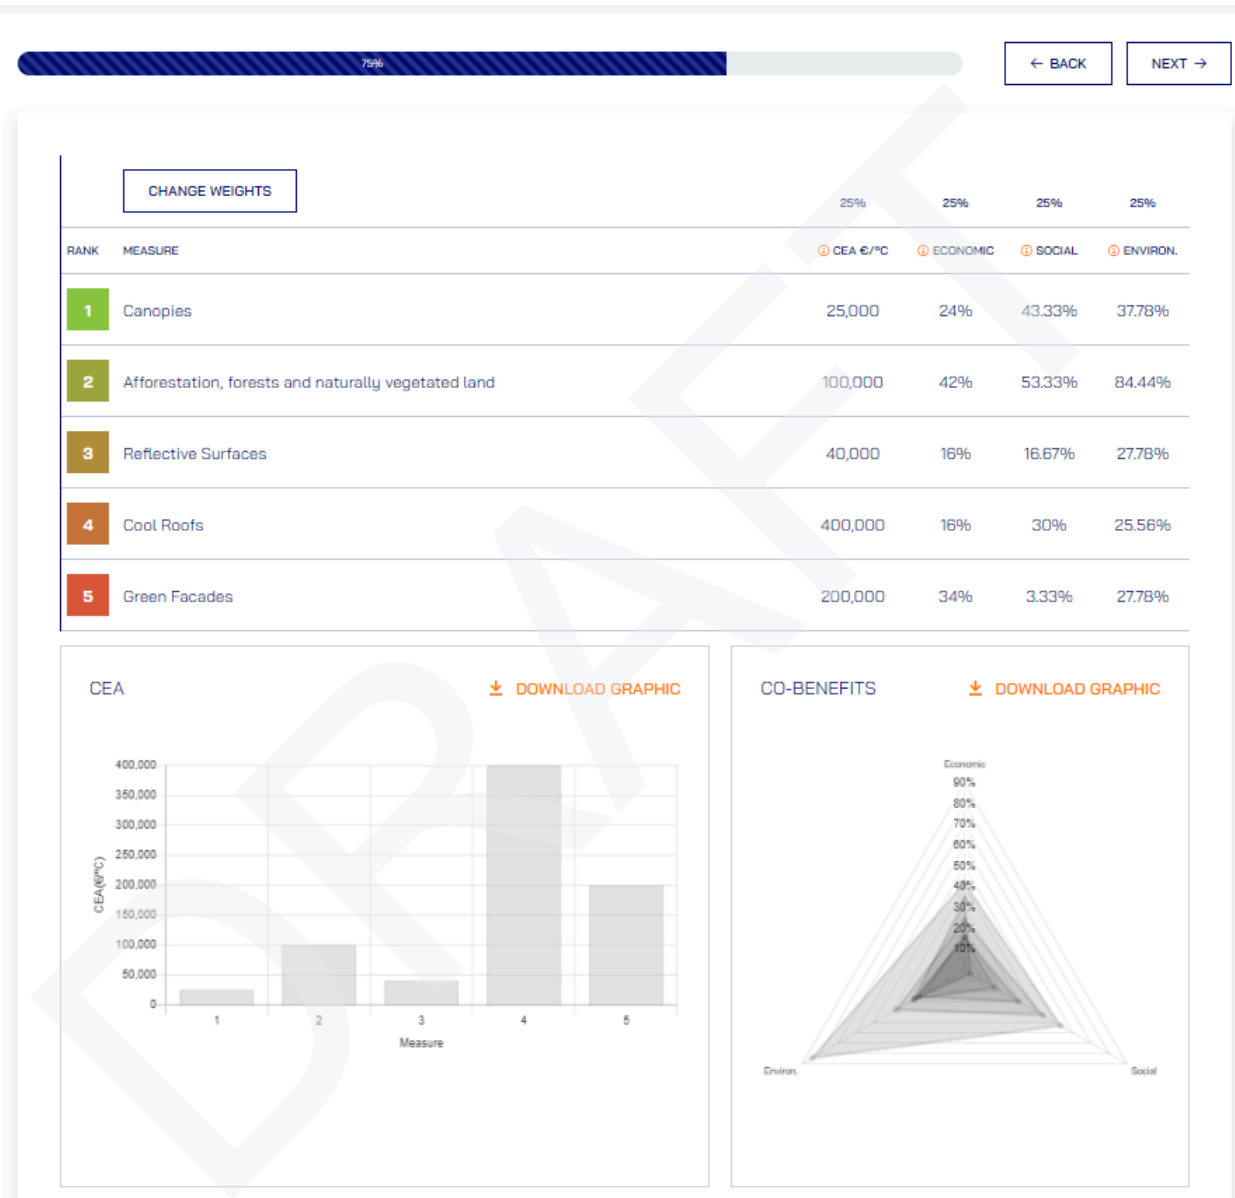 75%
← BACK
NEXT →
CHANGE WEIGHTS
25% 25% 25% 25%
RANK MEASURE CEA €/ºC ECONOMIC SOCIAL ENVIRON.
1 Canopies 25,000 24% 43.33% 37.78%
2 Afforestation, forests and naturally vegetated land 100,000 42% 53.33% 84.44%
3 Reflective Surfaces 40,000 16% 16.67% 27.78%
4 Cool Roofs 400,000 16% 30% 25.56%
5 Green Facades 200,000 34% 3.33% 27.78%
CEA
DOWNLOAD GRAPHIC
400,000
350,000
300,000
250,000
200,000
150,000
100,000
50,000
0
CEA(€/ºC)
1 2 3 4 5
Measure
CO-BENEFITS
DOWNLOAD GRAPHIC
Economic
90%
80%
70%
60%
50%
40%
30%
20%
10%
Environ.
Social
DRAFT